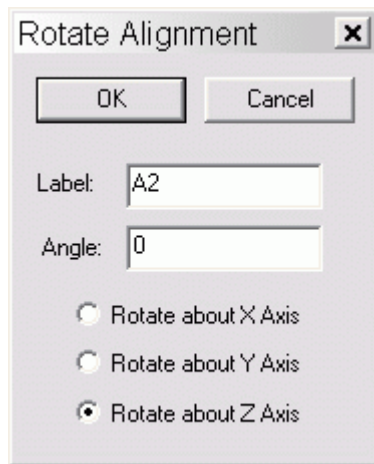 Rotate Alignment
OK Cancel
Label: A2
Angle: 0
Rotate about X Axis
Rotate about Y Axis
Rotate about Z Axis